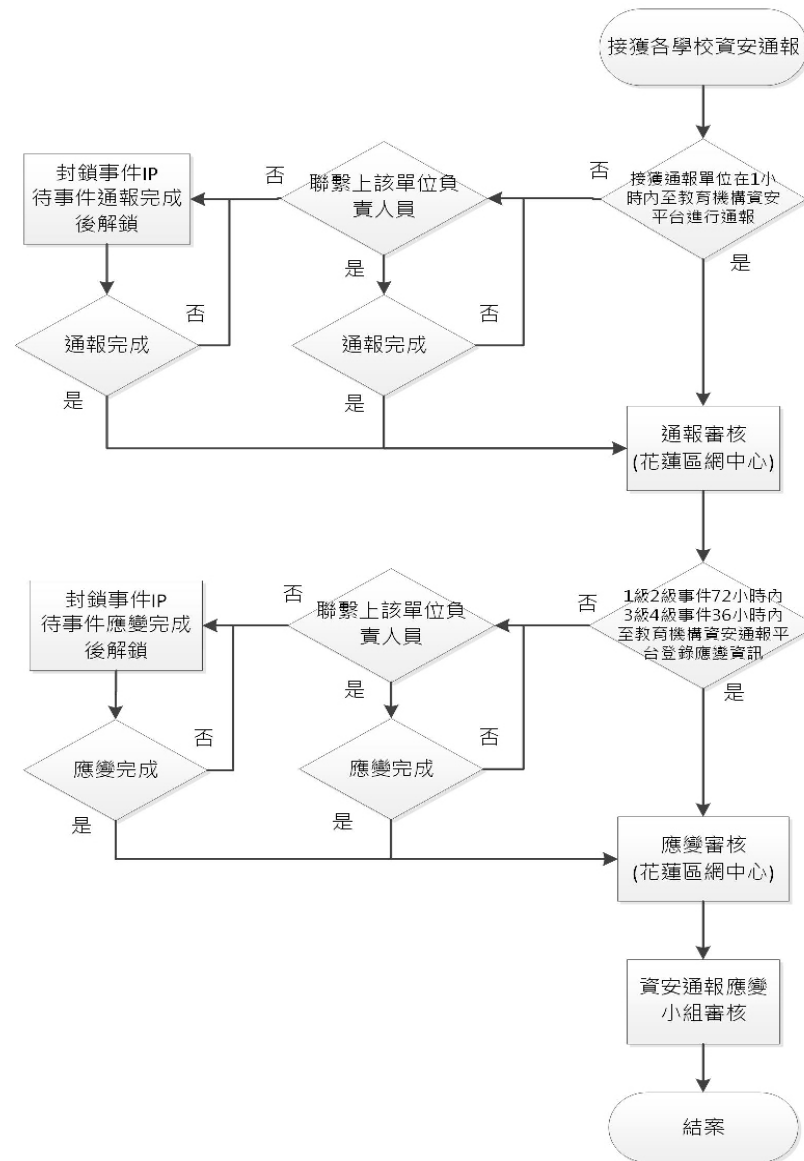 接獲各學校資安通報
接獲通報單位在1小
時內至教育機構資安
平台進行通報
否
是
聯繫上該單位負
責人員
否
是
封鎖事件IP
待事件通報完成
後解鎖
通報完成
否
是
通報完成
否
是
通報審核
(花蓮區網中心)
1級2級事件72小時內
3級4級事件36小時內
至教育機構資安通報平
台登錄應變資訊
否
是
聯繫上該單位負
責人員
否
是
封鎖事件IP
待事件應變完成
後解鎖
應變完成
否
是
應變完成
否
是
應變審核
(花蓮區網中心)
資安通報應變
小組審核
結案